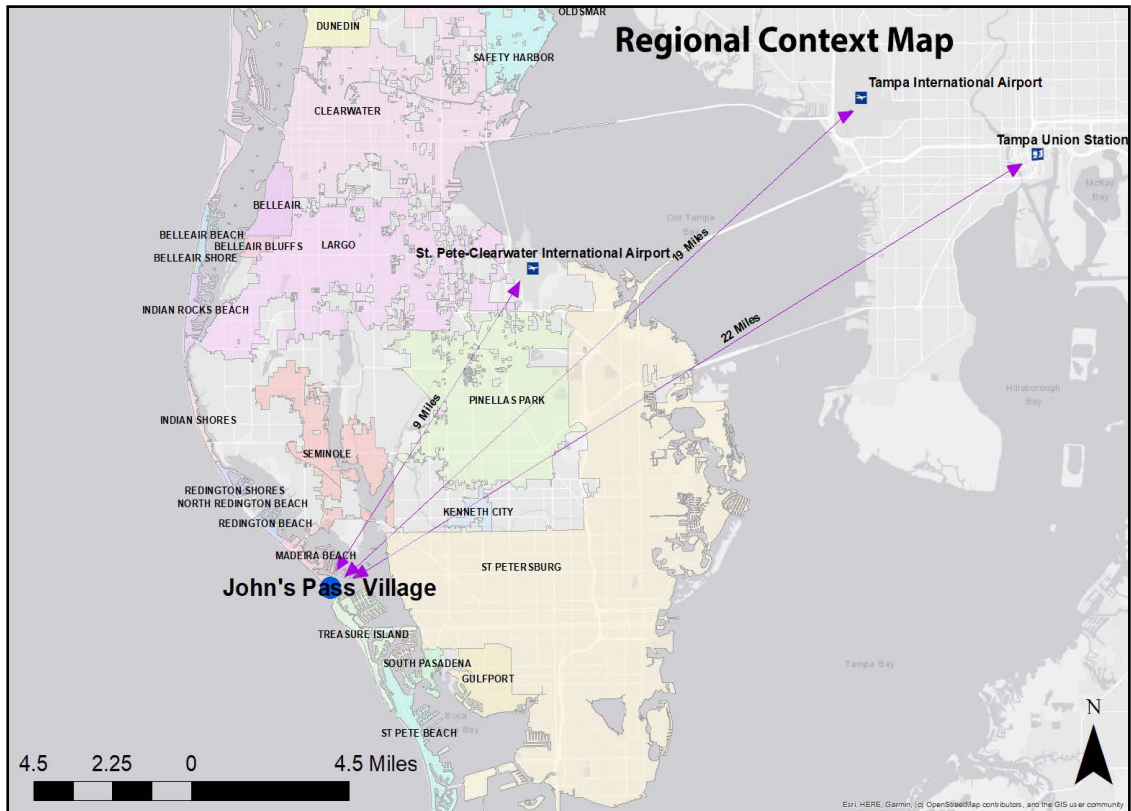 OLDSMAR
DUNEDIN
Regional Context Map
SAFETY HARBOR
Tampa International Airport
CLEARWATER
Tampa Union Station
McKay
Bay
BELLEAIR
Old Tampa
Bay
BELLEAIR BEACH
BELLEAIR BLUFFS
LARGO
BELLEAIR SHORE
St. Pete-Clearwater International Airport
19 Miles
INDIAN ROCKS BEACH
22 Miles
Hillsborough
Bay
PINELLAS PARK
9 Miles
INDIAN SHORES
SEMINOLE
REDINGTON SHORES
NORTH REDINGTON BEACH
KENNETH CITY
REDINGTON BEACH
MADEIRA BEACH
ST PETERSBURG
John's Pass Village
TREASURE ISLAND
SOUTH PASADENA
GULFPORT
Tampa Bay
Boca
Bay
ST PETE BEACH
N
4.5 2.25 0 4.5 Miles
Esri, HERE, Garmin, (c) OpenStreetMap contributors, and the GIS user community